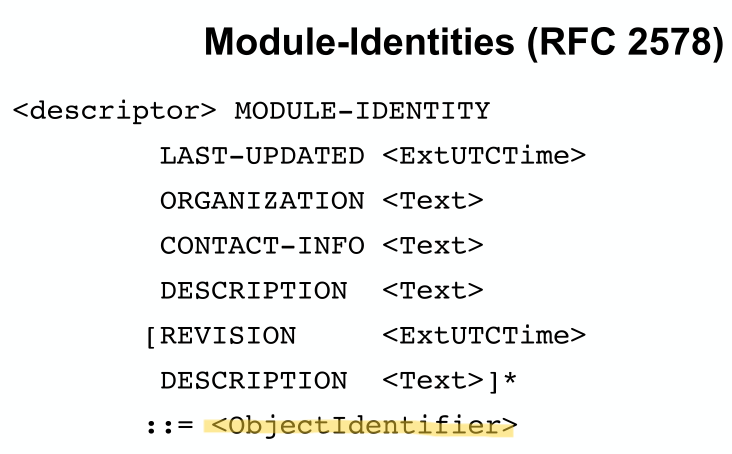 Module-Identities (RFC 2578)
<descriptor> MODULE-IDENTITY
LAST-UPDATED <ExtUTCTime>
ORGANIZATION <Text>
CONTACT-INFO <Text>
DESCRIPTION <Text>
[REVISION <ExtUTCTime>
DESCRIPTION <Text>]*
::= <ObjectIdentifier>